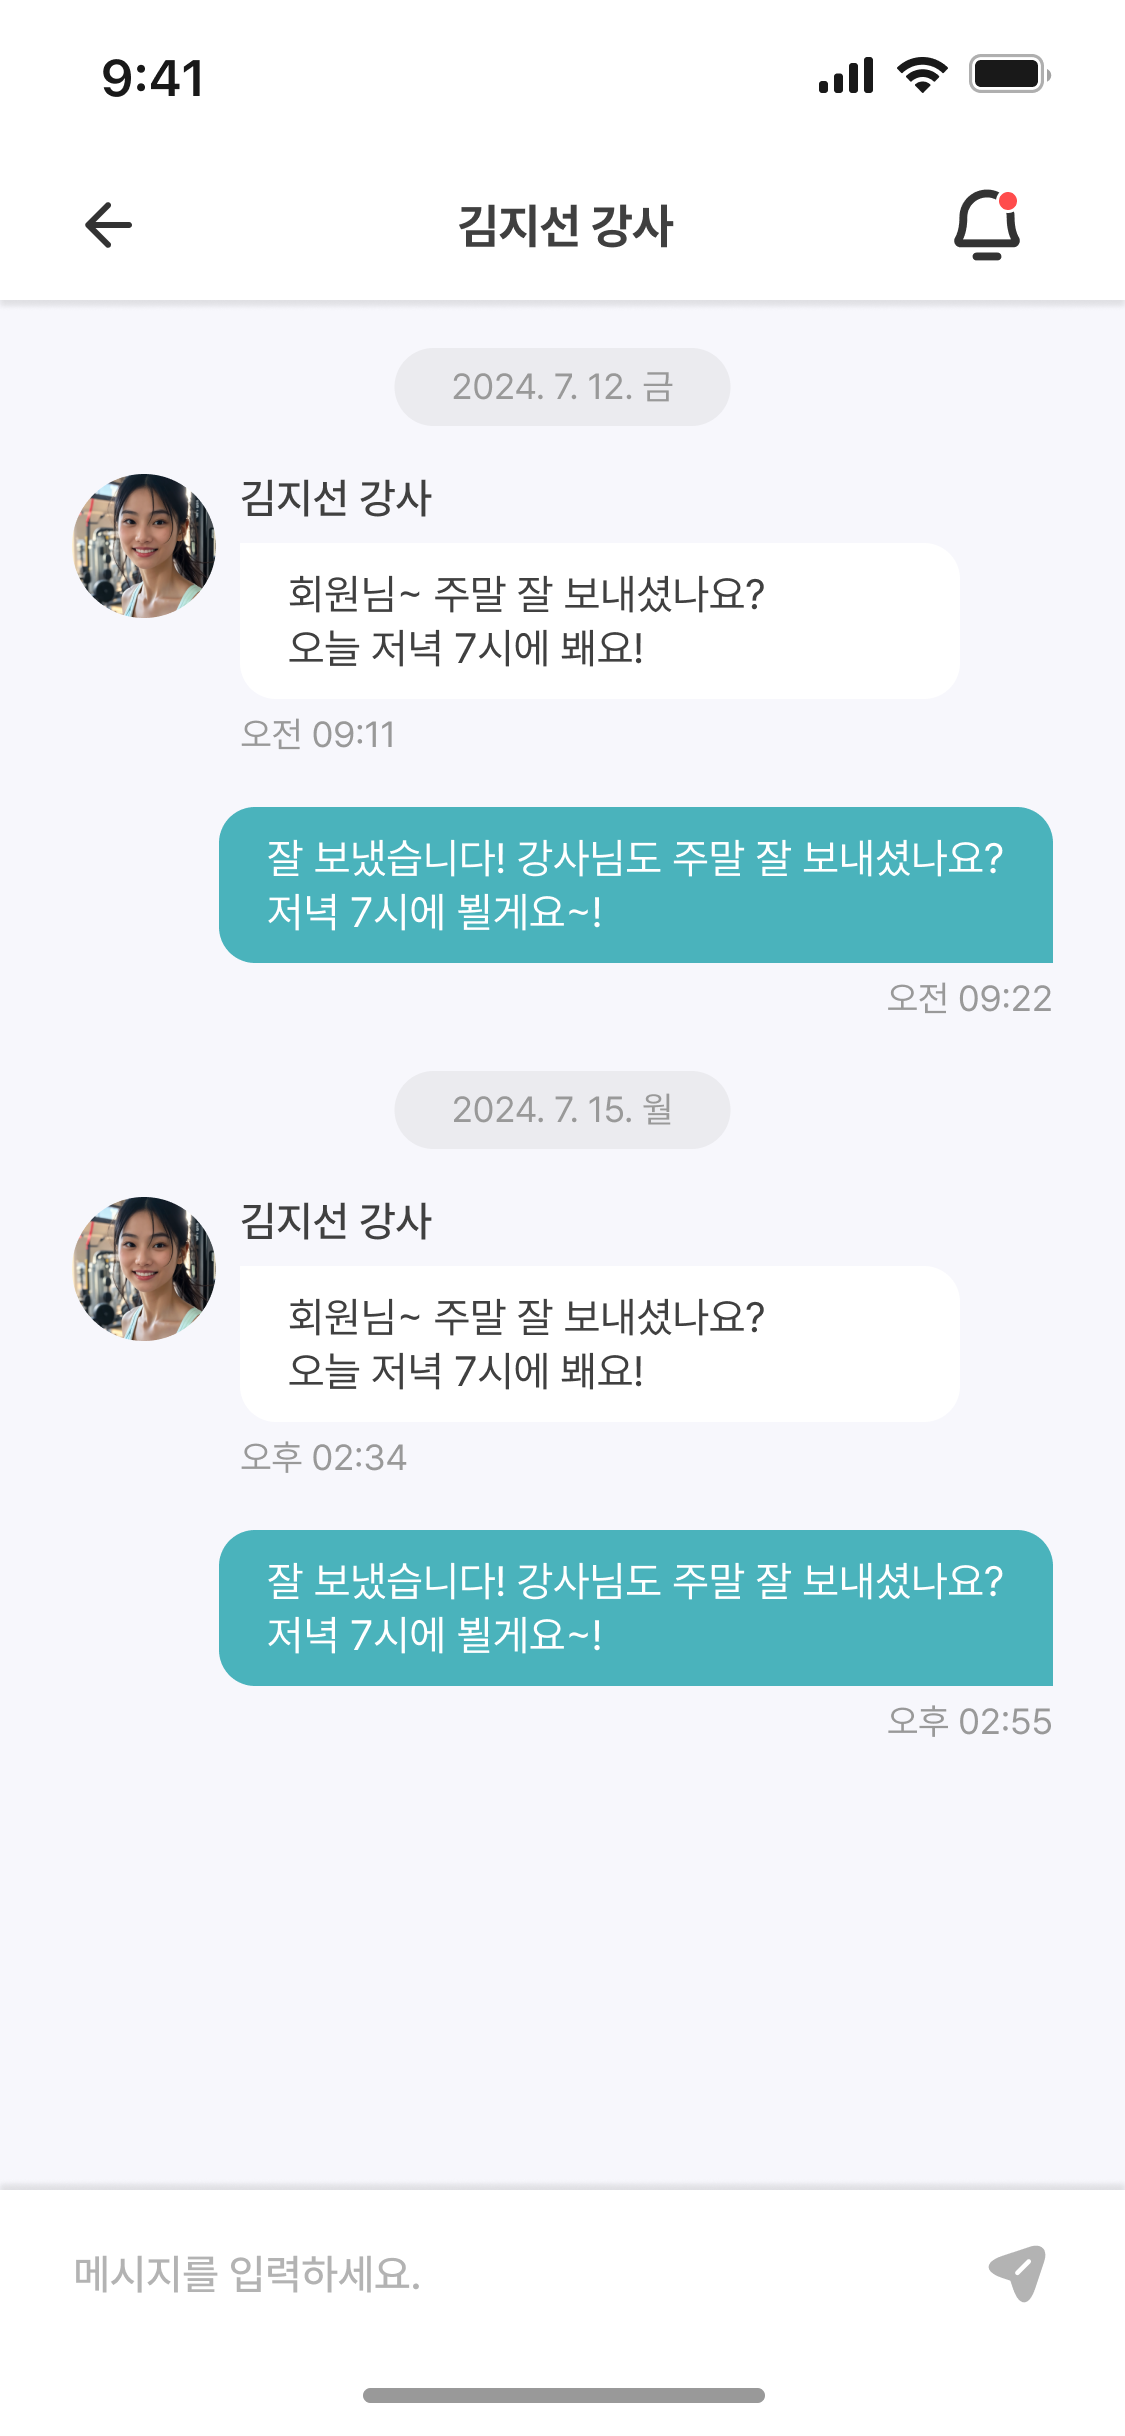 9:41
김지선 강사
2024. 7. 12. 금
김지선 강사
회원님~ 주말 잘 보내셨나요?
오늘 저녁 7시에 봬요!
오전 09:11
잘 보냈습니다! 강사님도 주말 잘 보내셨나요?
저녁 7시에 뵐게요~!
오전 09:22
2024. 7. 15. 월
김지선 강사
회원님~ 주말 잘 보내셨나요?
오늘 저녁 7시에 봬요!
오후 02:34
잘 보냈습니다! 강사님도 주말 잘 보내셨나요?
저녁 7시에 뵐게요~!
오후 02:55
메시지를 입력하세요.